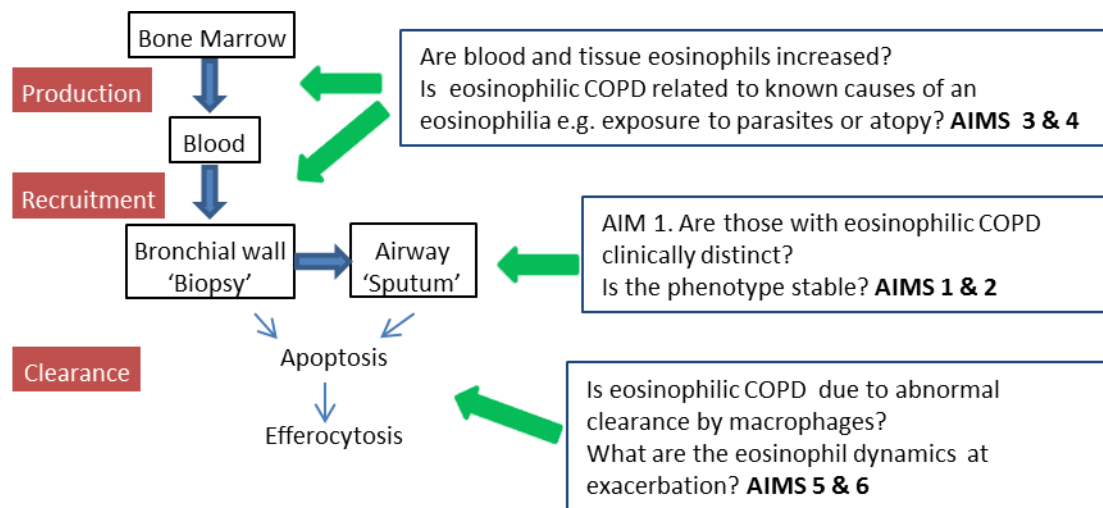 Bone Marrow
Production
Blood
Recruitment
Bronchial wall
‘Biopsy’
Airway
‘Sputum’
Apoptosis
Clearance
Efferocytosis
Are blood and tissue eosinophils increased?
Is eosinophilic COPD related to known causes of an
eosinophilia e.g. exposure to parasites or atopy? AIMS 3 & 4
AIM 1. Are those with eosinophilic COPD
clinically distinct?
Is the phenotype stable? AIMS 1 & 2
Is eosinophilic COPD due to abnormal
clearance by macrophages?
What are the eosinophil dynamics at
exacerbation? AIMS 5 & 6